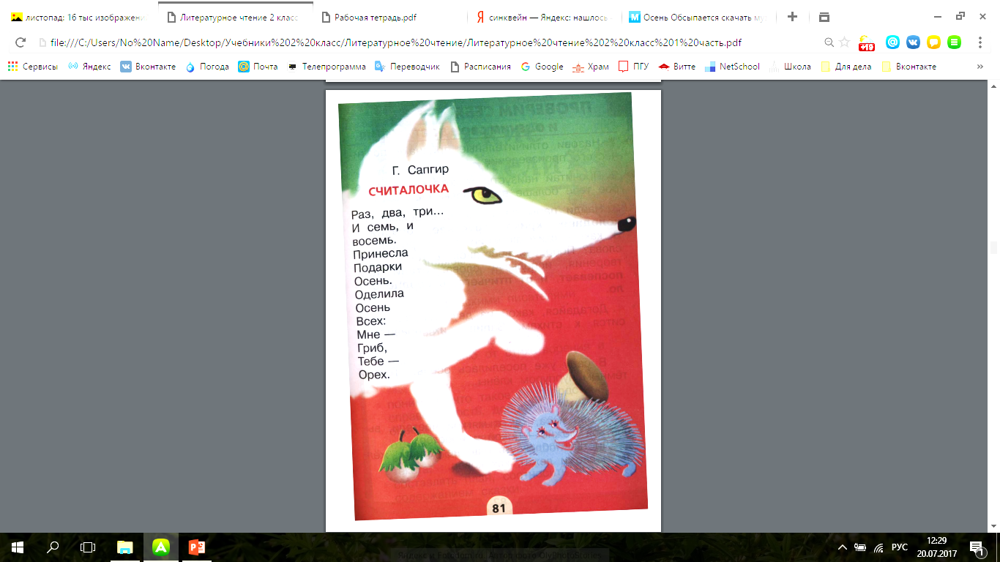 листопад: 16 тыс изображени
Литературное чтение 2 класс
Рабочая тетрадь.pdf
синквейн — Яндекс: нашлось
Осень Обсыпается скачать му
file:///C:/Users/No%20Name/Desktop/Учебники%202%20класс/Литературное%20чтение/Литературное%20чтение%202%20класс%201%20часть.pdf
+19
Сервисы Яндекс Вконтакте Погода Почта Телепрограмма Переводчик Расписания Google Храм ПГУ Витте NetSchool Школа Для дела Вконтакте »
Г. Сапгир
СЧИТАЛОЧКА
Раз, два, три...
И семь, и
восемь.
Принесла
Подарки
Осень.
Оделила
Осень
Всех:
Мне —
Гриб,
Тебе —
Орех.
81
РУС
12:29
20.07.2017
1